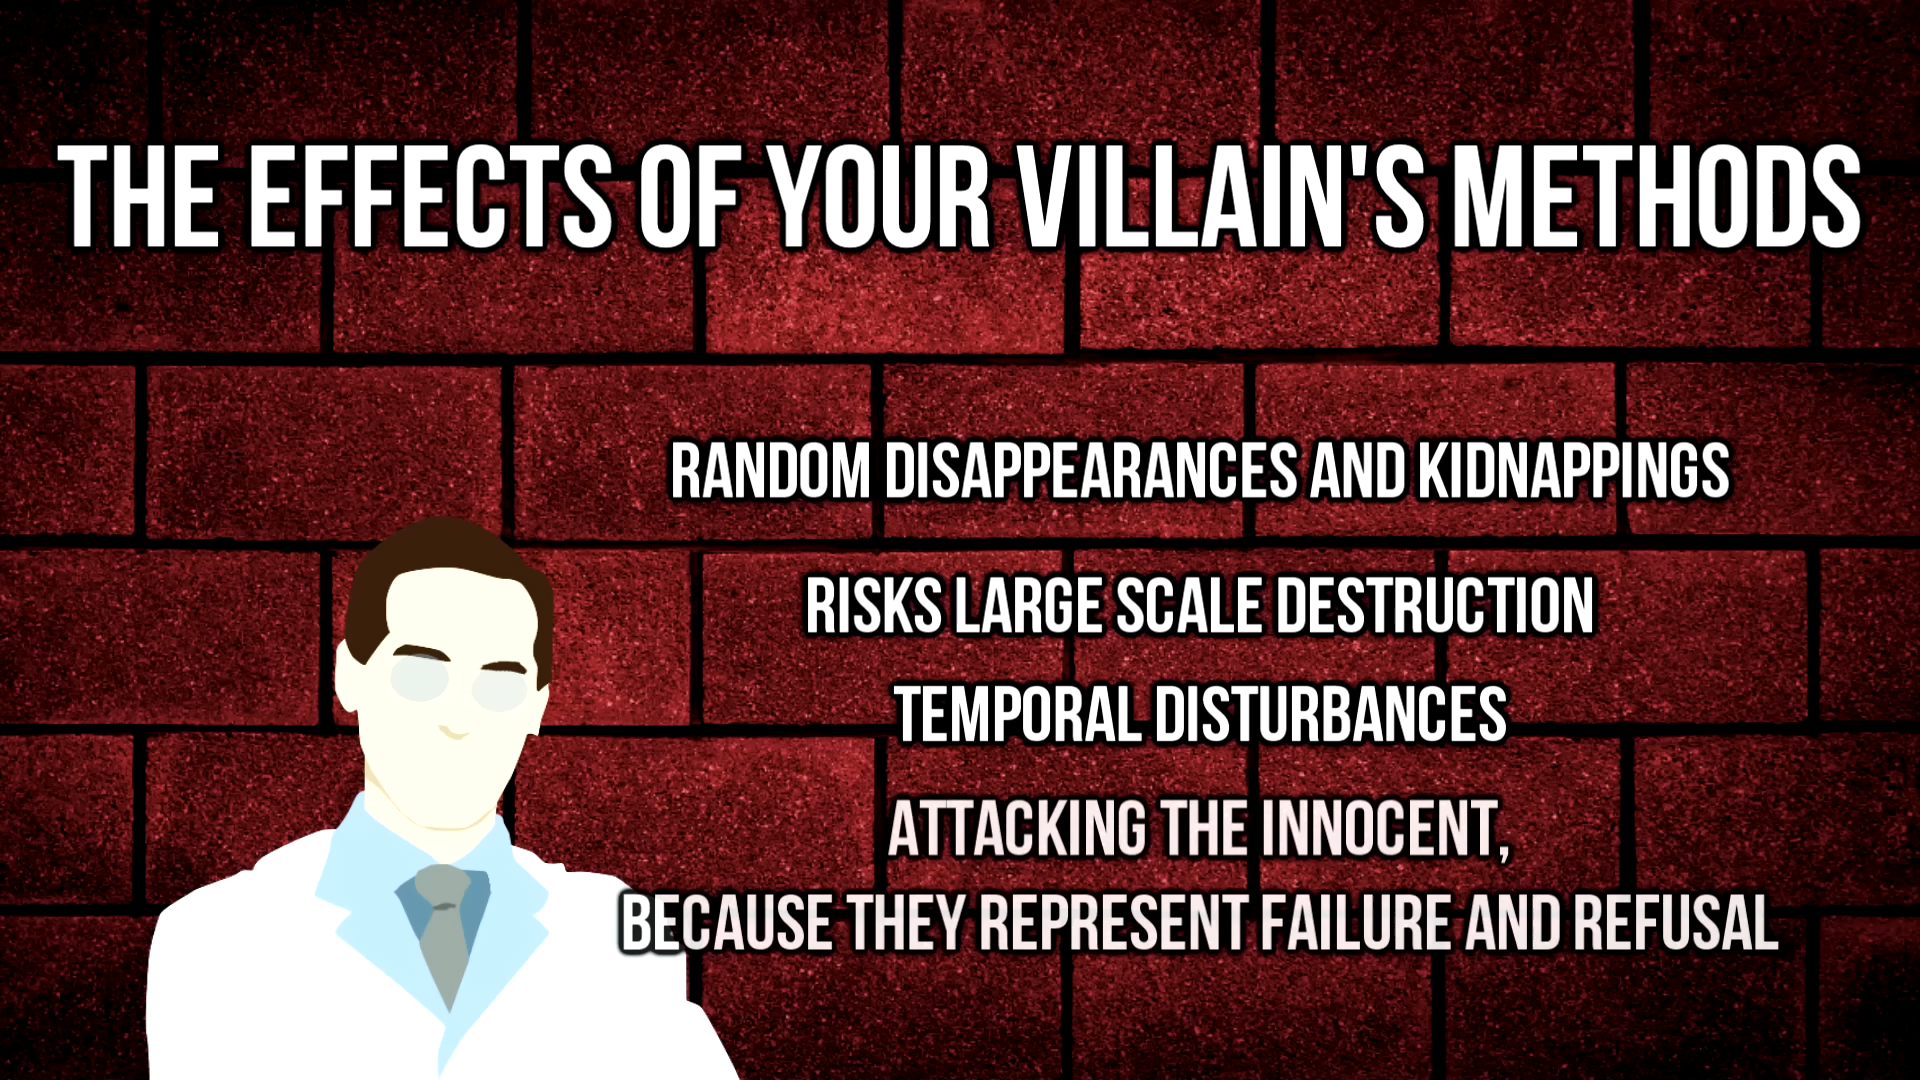 THE EFFECTS OF YOUR VILLAIN'S METHODS
RANDOM DISAPPEARANCES AND KIDNAPPINGS
RISKS LARGE SCALE DESTRUCTION
TEMPORAL DISTURBANCES
ATTACKING THE INNOCENT,
BECAUSE THEY REPRESENT FAILURE AND REFUSAL